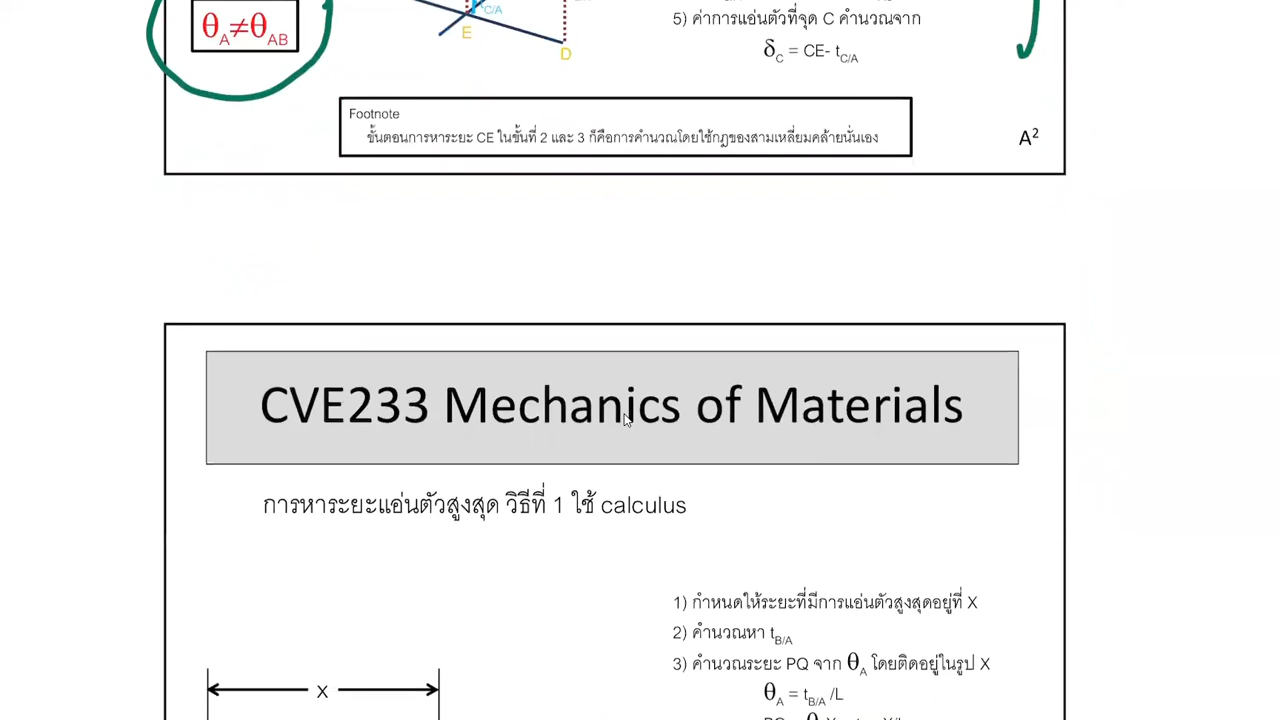 5) ค่าการแอ่นตัวที่จุด C คำนวณจาก
θA≠θAB
C/A
E
δC = CE- tC/A
D
Footnote
ขั้นตอนการหาระยะ CE ในขั้นที่ 2 และ 3 ก็คือการคำนวณโดยใช้กฎของสามเหลี่ยมคล้ายนั่นเอง
A²
CVE233 Mechanics of Materials
การหาระยะแอ่นตัวสูงสุด วิธีที่ 1 ใช้ calculus
1) กำหนดให้ระยะที่มีการแอ่นตัวสูงสุดอยู่ที่ X
2) คำนวณหา tB/A
3) คำนวณระยะ PQ จาก θA โดยติดอยู่ในรูป X
X
θA = tB/A /L